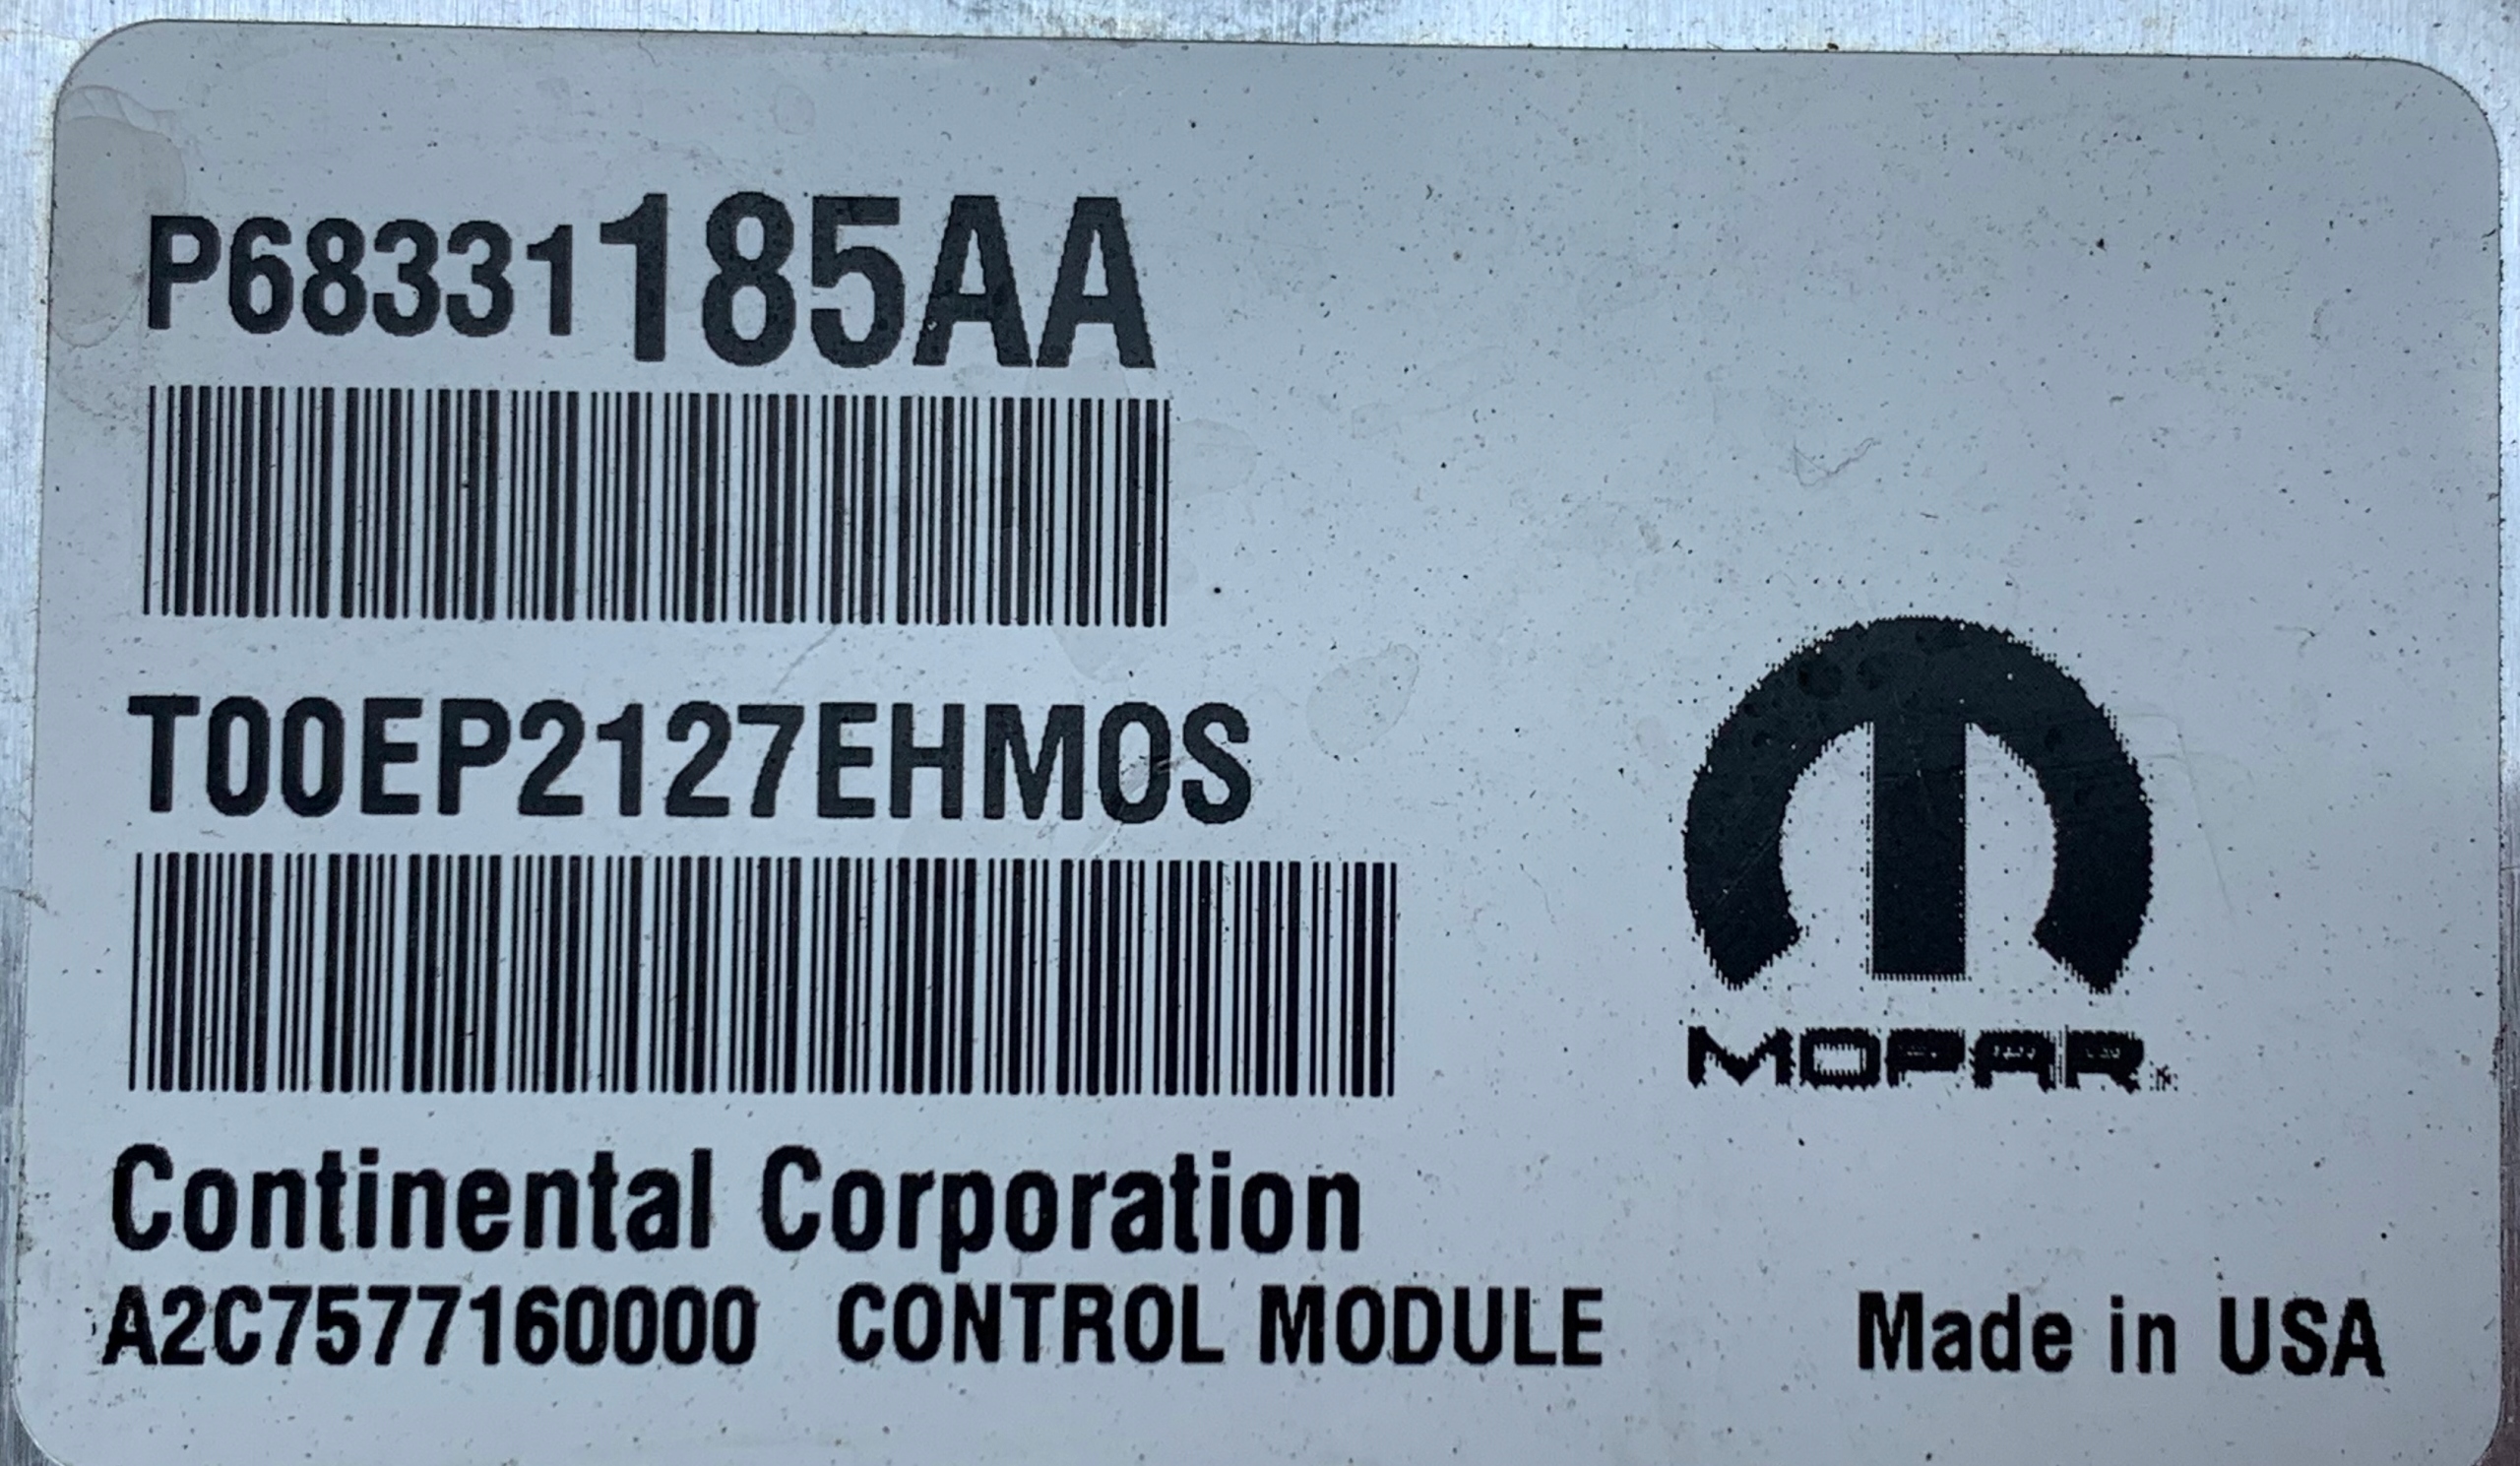 P68331185AA
T00EP2127EHMOS
MOPAR
Continental Corporation
A2C7577160000 CONTROL MODULE Made in USA